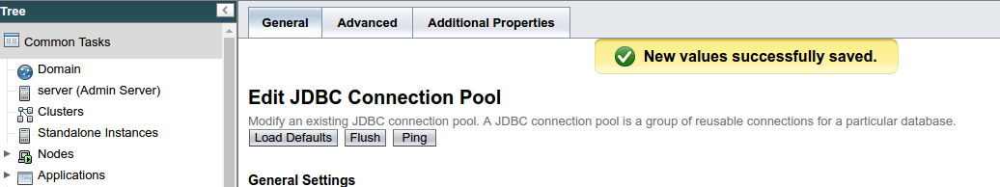 Tree
Common Tasks
Domain
server (Admin Server)
Clusters
Standalone Instances
Nodes
Applications
General
Advanced
Additional Properties
New values successfully saved.
Edit JDBC Connection Pool
Modify an existing JDBC connection pool. A JDBC connection pool is a group of reusable connections for a particular database.
Load Defaults
Flush
Ping
General Settings